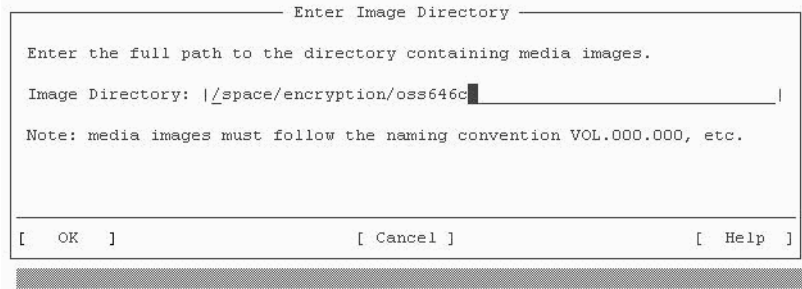 Enter Image Directory
Enter the full path to the directory containing media images.
Image Directory: |/space/encryption/oss646c|
Note: media images must follow the naming convention VOL.000.000, etc.
[ OK ] [ Cancel ] [ Help ]